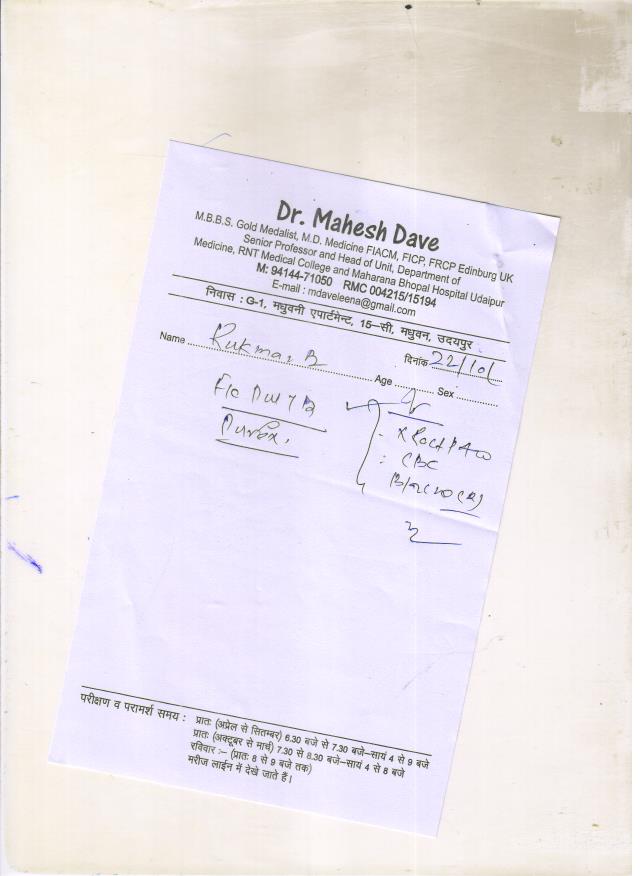 Dr. Mahesh Dave
M.B.B.S. Gold Medalist, M.D. Medicine FIACM, FICP, FRCP Edinburg UK
Senior Professor and Head of Unit, Department of
Medicine, RNT Medical College and Maharana Bhopal Hospital Udaipur
M: 94144-71050 RMC 004215/15194
E-mail : mdaveleena@gmail.com
निवास : G-1, मधुवनी एपार्टमेन्ट, 15–सी, मधुवन, उदयपुर
दिनांक 22/10/
Name Rukman B
Age Sex
CBC
परीक्षण व परामर्श समय : प्रातः (अप्रेल से सितम्बर) 6.30 बजे से 7.30 बजे–सायं 4 से 9 बजे
प्रातः (अक्टूबर से मार्च) 7.30 से 8.30 बजे–सायं 4 से 8 बजे
रविवार :– (प्रातः 8 से 9 बजे तक)
मरीज लाईन में देखे जाते हैं।